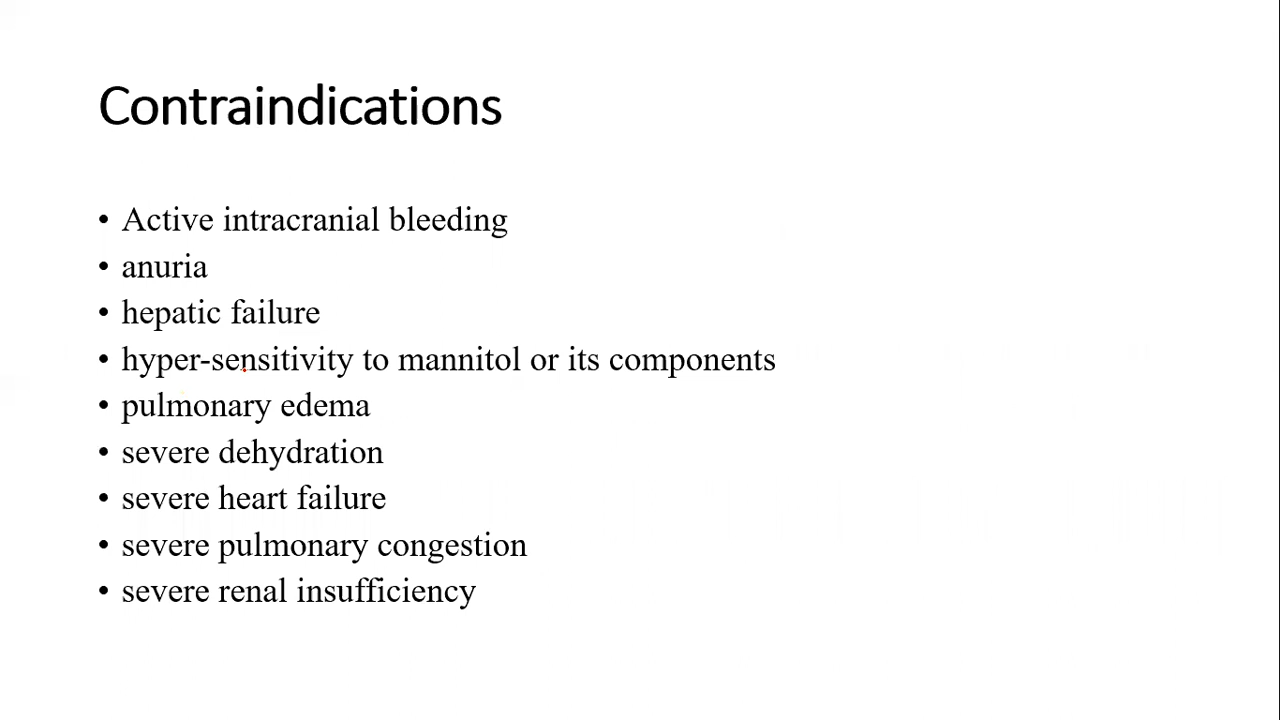 Contraindications
• Active intracranial bleeding
• anuria
• hepatic failure
• hyper-sensitivity to mannitol or its components
• pulmonary edema
• severe dehydration
• severe heart failure
• severe pulmonary congestion
• severe renal insufficiency